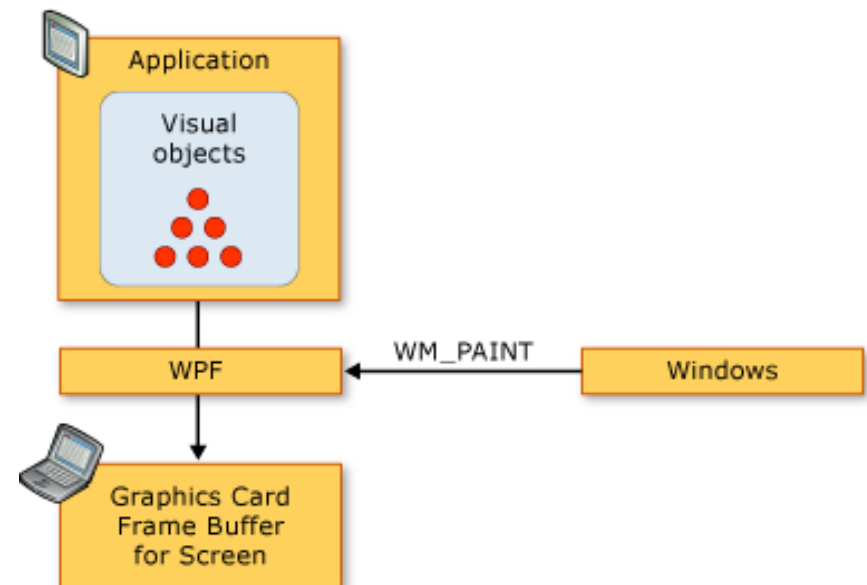 Application
Visual
objects
WM_PAINT
WPF
Windows
Graphics Card
Frame Buffer
for Screen